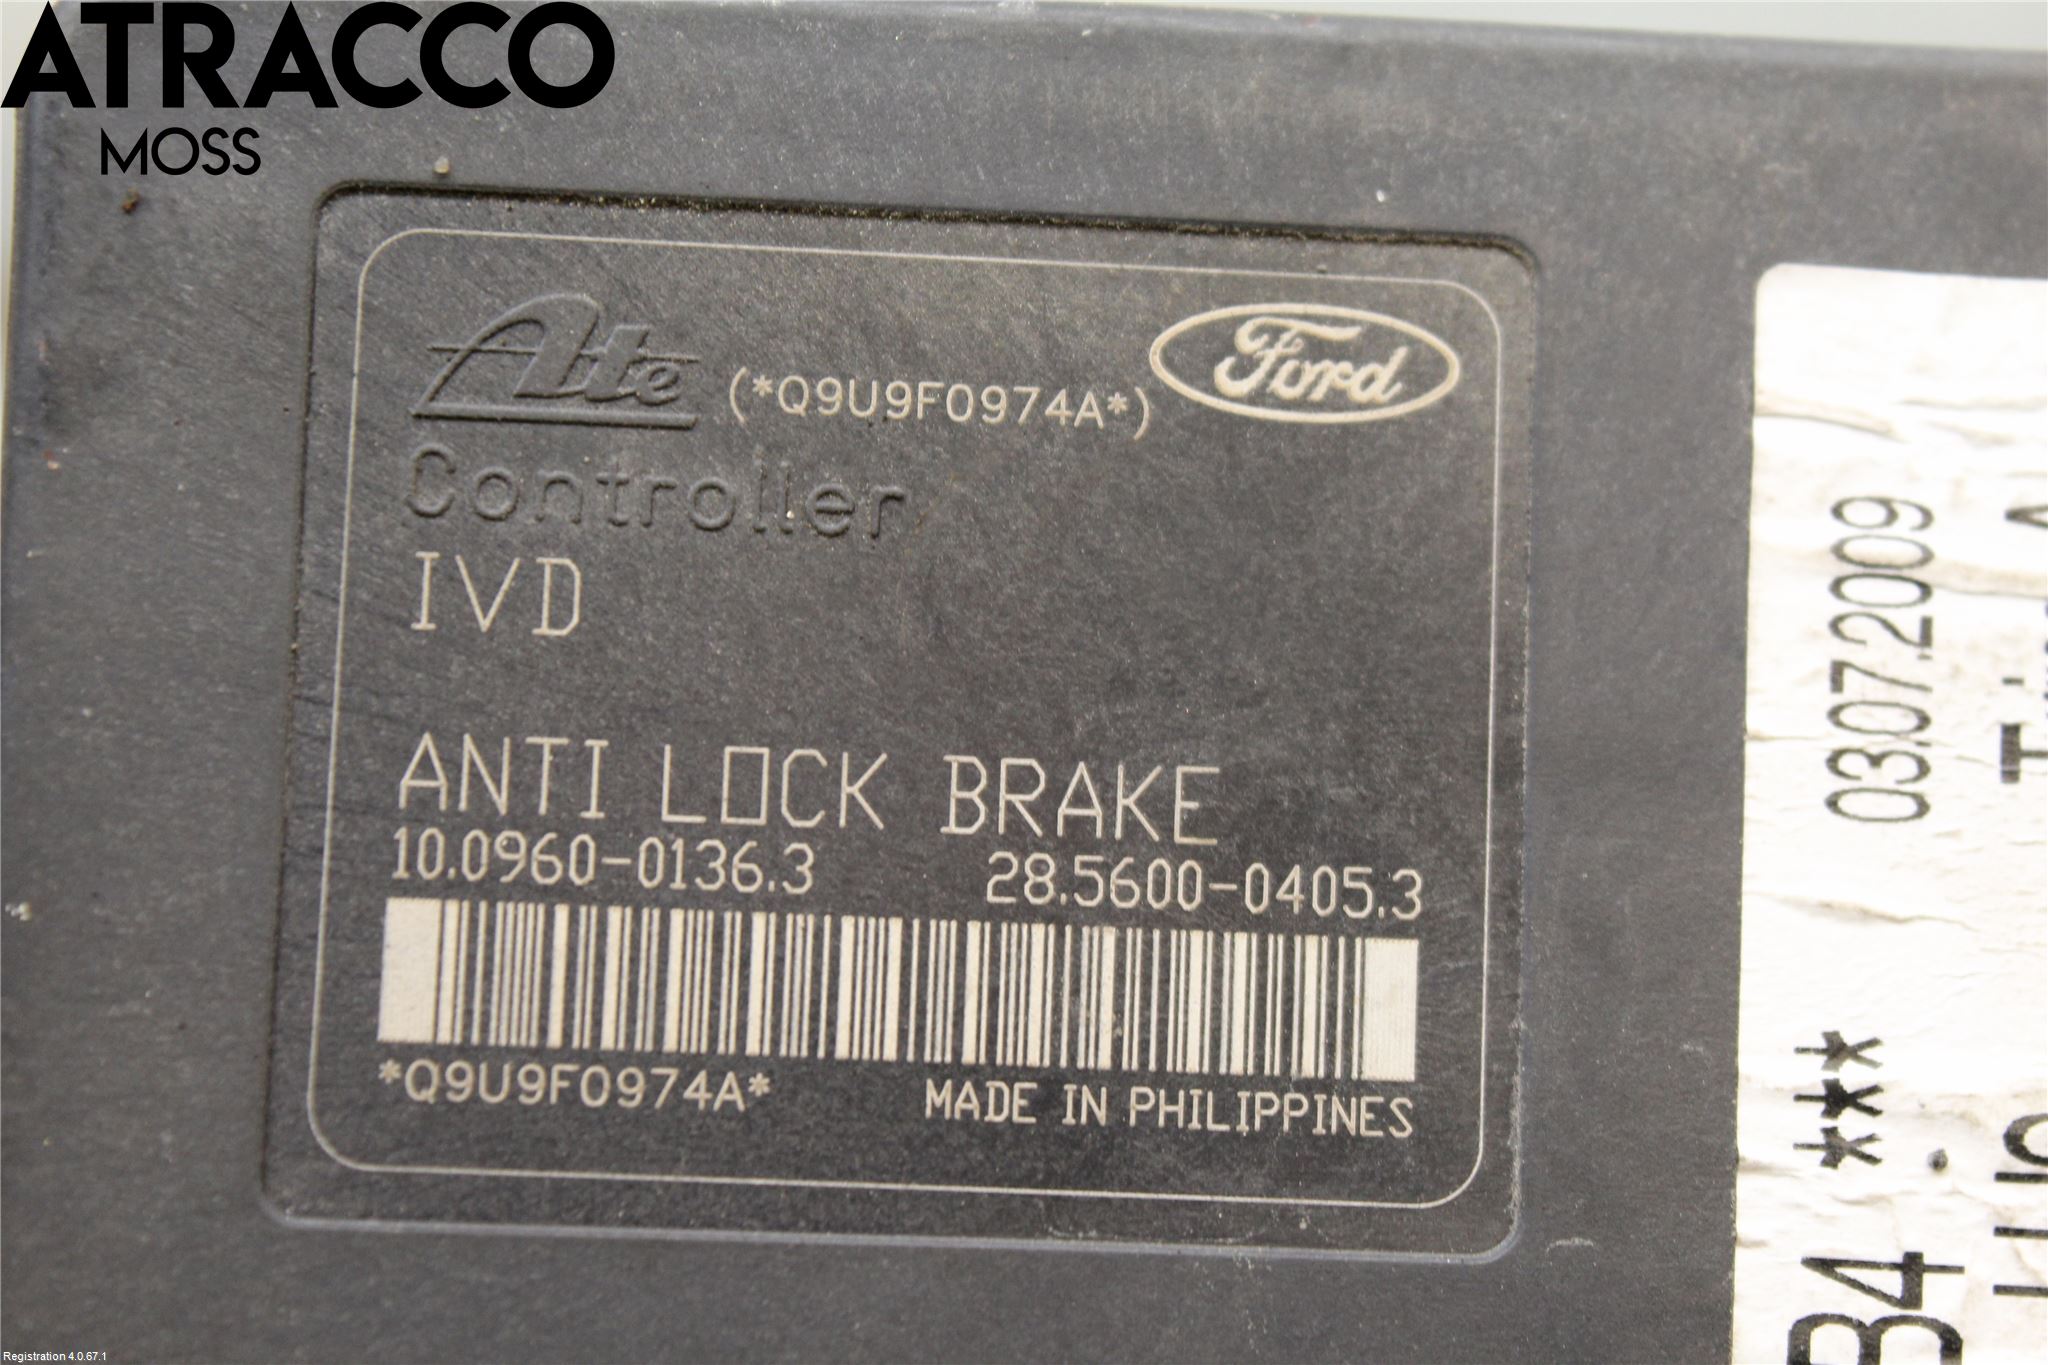 ATRACCO
MOSS
Ate (*Q9U9F0974A*) Ford
Controller
IVD
ANTI LOCK BRAKE
10.0960-0136.3 28.5600-0405.3
*Q9U9F0974A* MADE IN PHILIPPINES
03.07.2009
B4 ***
Registration 4.0.67.1